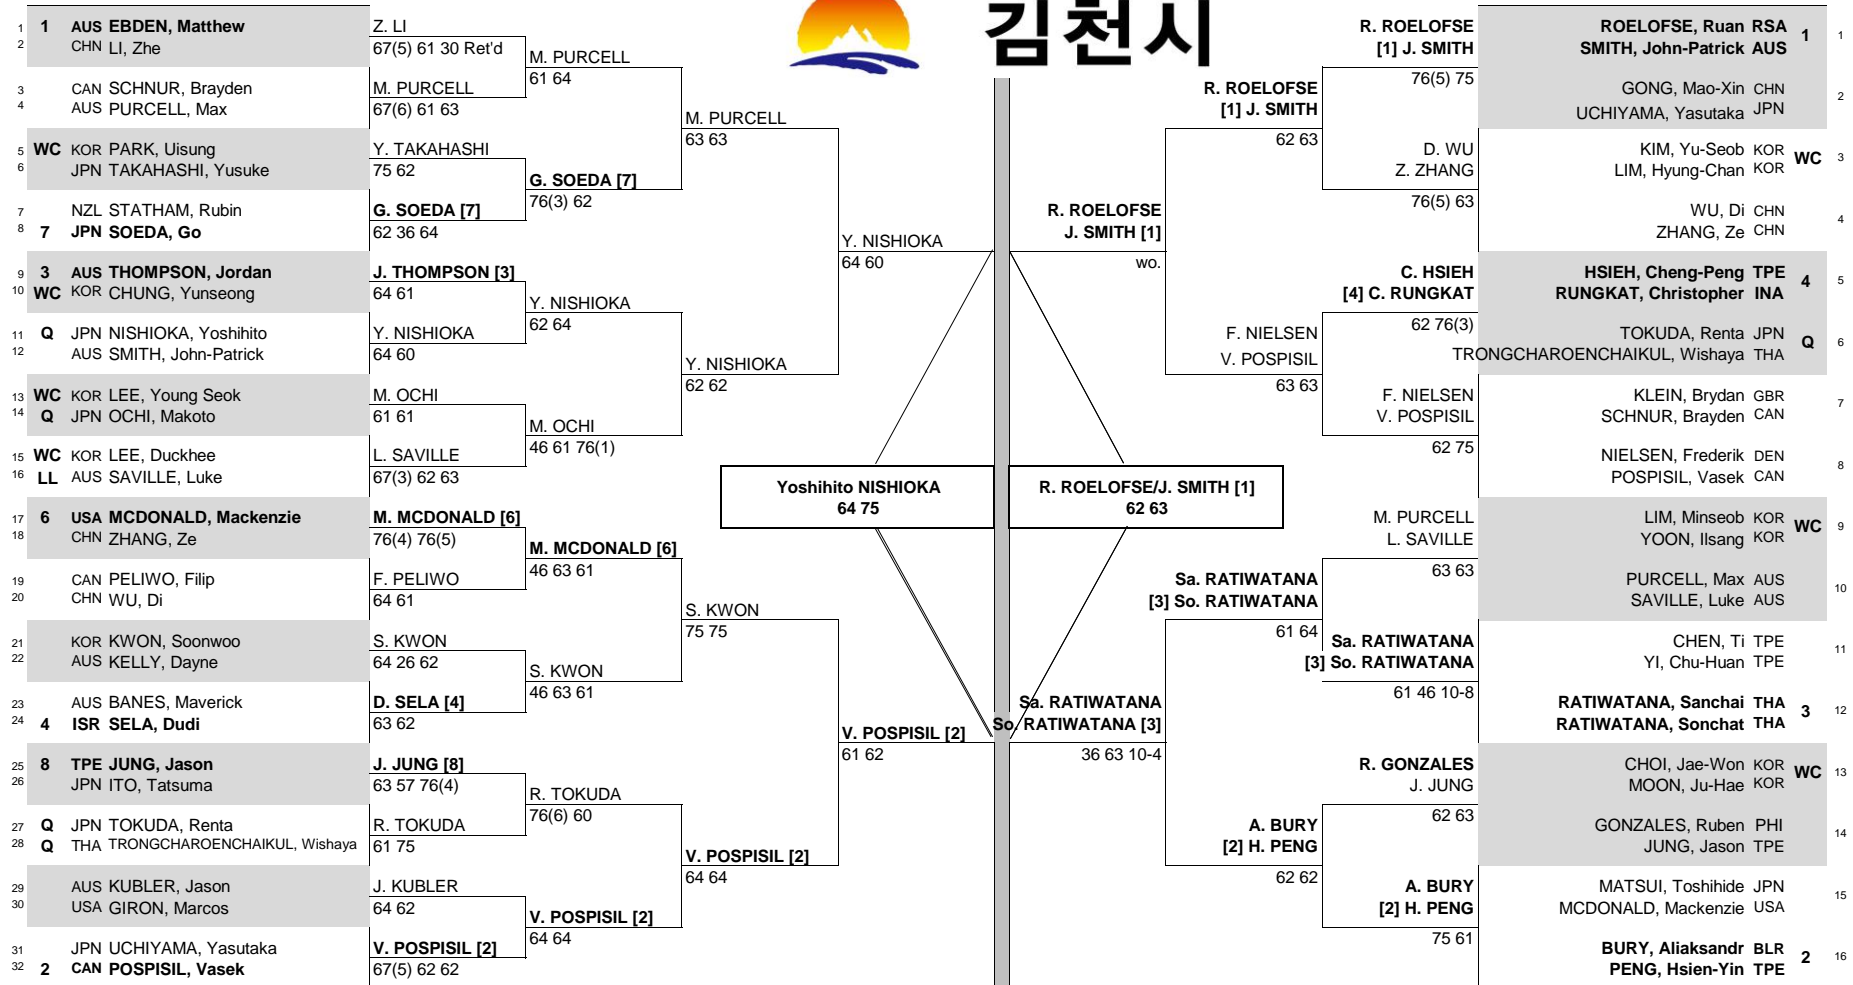 김천시
1 1 AUS EBDEN, Matthew
2 CHN LI, Zhe
3 CAN SCHNUR, Brayden
4 AUS PURCELL, Max
5 WC KOR PARK, Uisung
6 JPN TAKAHASHI, Yusuke
7 NZL STATHAM, Rubin
8 7 JPN SOEDA, Go
9 3 AUS THOMPSON, Jordan
10 WC KOR CHUNG, Yunseong
11 Q JPN NISHIOKA, Yoshihito
12 AUS SMITH, John-Patrick
13 WC KOR LEE, Young Seok
14 Q JPN OCHI, Makoto
15 WC KOR LEE, Duckhee
16 LL AUS SAVILLE, Luke
17 6 USA MCDONALD, Mackenzie
18 CHN ZHANG, Ze
19 CAN PELIWO, Filip
20 CHN WU, Di
21 KOR KWON, Soonwoo
22 AUS KELLY, Dayne
23 AUS BANES, Maverick
24 4 ISR SELA, Dudi
25 8 TPE JUNG, Jason
26 JPN ITO, Tatsuma
27 Q JPN TOKUDA, Renta
28 Q THA TRONGCHAROENCHAIKUL, Wishaya
29 AUS KUBLER, Jason
30 USA GIRON, Marcos
31 JPN UCHIYAMA, Yasutaka
32 2 CAN POSPISIL, Vasek
Z. LI
67(5) 61 30 Ret'd
M. PURCELL
67(6) 61 63
Y. TAKAHASHI
75 62
G. SOEDA [7]
62 36 64
J. THOMPSON [3]
64 61
Y. NISHIOKA
64 60
M. OCHI
61 61
L. SAVILLE
67(3) 62 63
M. MCDONALD [6]
76(4) 76(5)
F. PELIWO
64 61
S. KWON
64 26 62
D. SELA [4]
63 62
J. JUNG [8]
63 57 76(4)
R. TOKUDA
61 75
J. KUBLER
64 62
V. POSPISIL [2]
67(5) 62 62
M. PURCELL
61 64
G. SOEDA [7]
76(3) 62
Y. NISHIOKA
62 64
M. OCHI
46 61 76(1)
M. MCDONALD [6]
46 63 61
S. KWON
46 63 61
R. TOKUDA
76(6) 60
V. POSPISIL [2]
64 64
M. PURCELL
63 63
Y. NISHIOKA
62 62
S. KWON
75 75
V. POSPISIL [2]
64 64
Y. NISHIOKA
64 60
V. POSPISIL [2]
61 62
Yoshihito NISHIOKA
64 75
R. ROELOFSE/J. SMITH [1]
62 63
R. ROELOFSE
J. SMITH [1]
wo.
Sa. RATIWATANA
So. RATIWATANA [3]
36 63 10-4
R. ROELOFSE
[1] J. SMITH
62 63
F. NIELSEN
V. POSPISIL
63 63
Sa. RATIWATANA
[3] So. RATIWATANA
61 64
A. BURY
[2] H. PENG
62 62
R. ROELOFSE
[1] J. SMITH
76(5) 75
D. WU
Z. ZHANG
76(5) 63
C. HSIEH
[4] C. RUNGKAT
62 76(3)
F. NIELSEN
V. POSPISIL
62 75
M. PURCELL
L. SAVILLE
63 63
Sa. RATIWATANA
[3] So. RATIWATANA
61 46 10-8
R. GONZALES
J. JUNG
62 63
A. BURY
[2] H. PENG
75 61
ROELOFSE, Ruan RSA 1 1
SMITH, John-Patrick AUS
GONG, Mao-Xin CHN 2
UCHIYAMA, Yasutaka JPN
KIM, Yu-Seob KOR WC 3
LIM, Hyung-Chan KOR
WU, Di CHN 4
ZHANG, Ze CHN
HSIEH, Cheng-Peng TPE 4 5
RUNGKAT, Christopher INA
TOKUDA, Renta JPN Q 6
TRONGCHAROENCHAIKUL, Wishaya THA
KLEIN, Brydan GBR 7
SCHNUR, Brayden CAN
NIELSEN, Frederik DEN 8
POSPISIL, Vasek CAN
LIM, Minseob KOR WC 9
YOON, Ilsang KOR
PURCELL, Max AUS 10
SAVILLE, Luke AUS
CHEN, Ti TPE 11
YI, Chu-Huan TPE
RATIWATANA, Sanchai THA 3 12
RATIWATANA, Sonchat THA
CHOI, Jae-Won KOR WC 13
MOON, Ju-Hae KOR
GONZALES, Ruben PHI 14
JUNG, Jason TPE
MATSUI, Toshihide JPN 15
MCDONALD, Mackenzie USA
BURY, Aliaksandr BLR 2 16
PENG, Hsien-Yin TPE